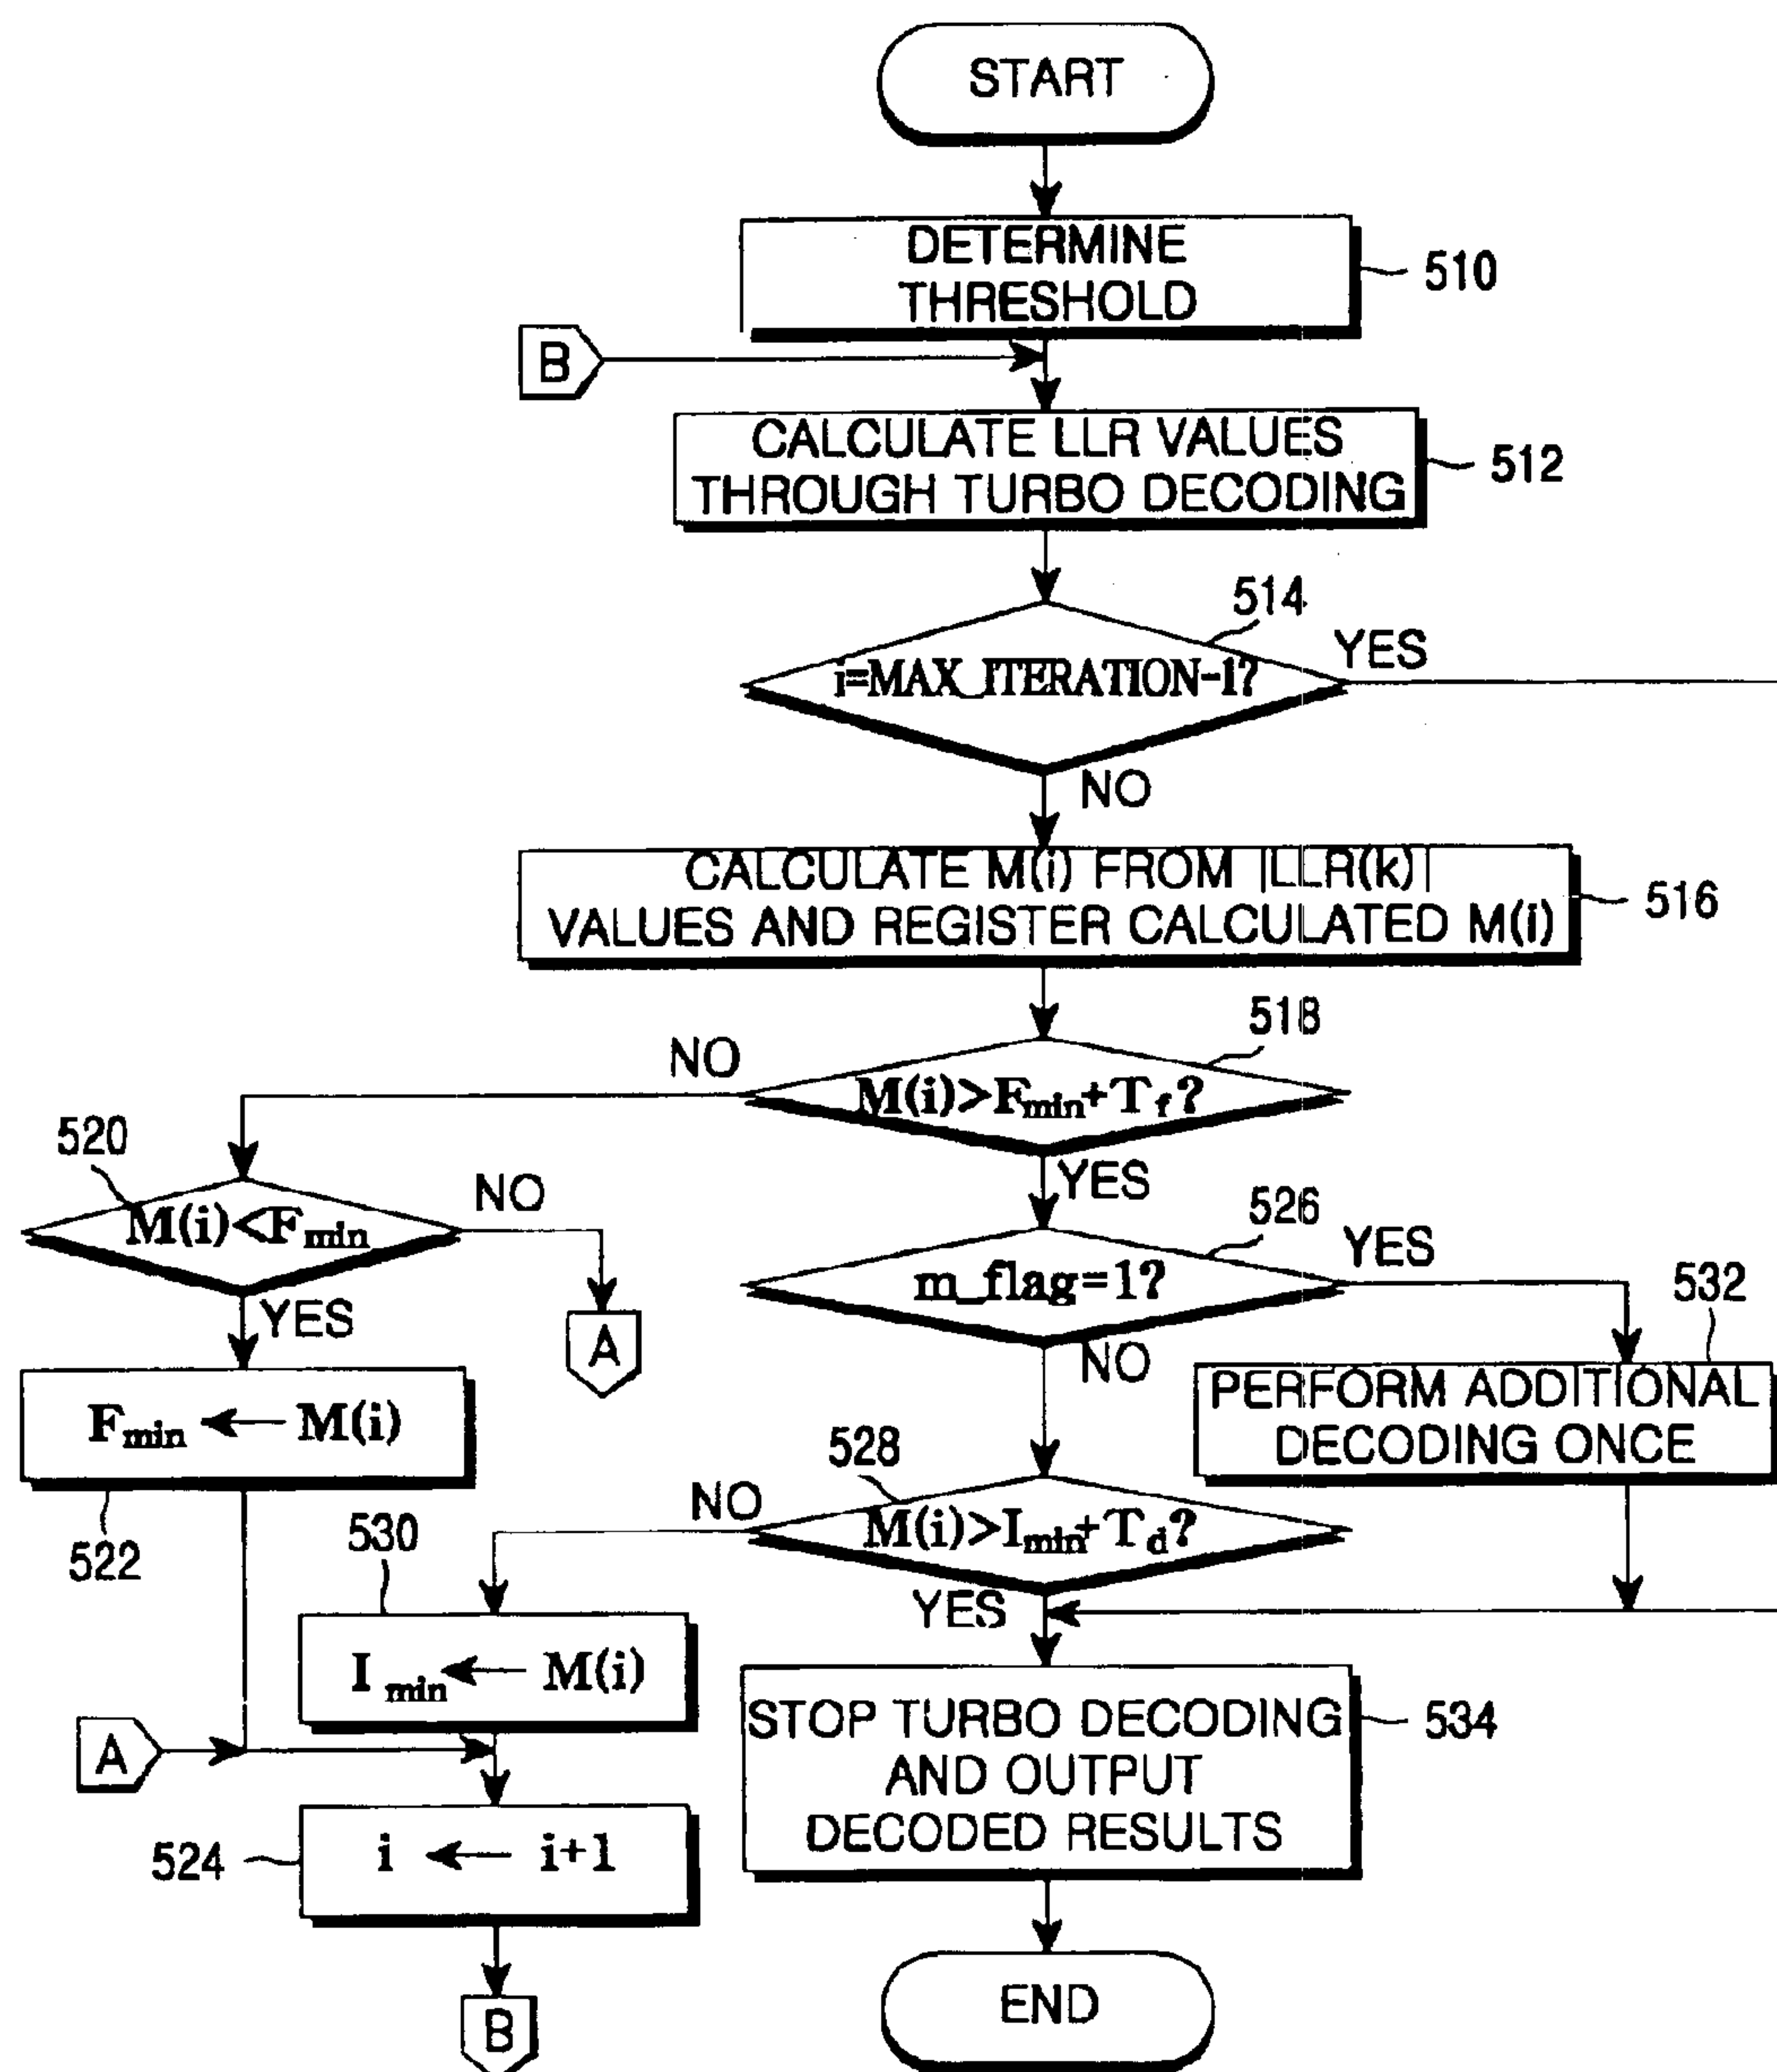 START
DETERMINE
THRESHOLD
510
B
CALCULATE LLR VALUES
THROUGH TURBO DECODING
512
514
i=MAX_ITERATION-1?
YES
NO
CALCULATE M(i) FROM |LLR(k)|
VALUES AND REGISTER CALCULATED M(i)
516
518
NO
M(i)>Fmin+Tf?
YES
520
M(i)<Fmin
NO
YES
A
526
m_flag=1?
YES
NO
532
PERFORM ADDITIONAL
DECODING ONCE
Fmin ← M(i)
522
528
NO
M(i)>Imin+Td?
YES
530
Imin ← M(i)
A
STOP TURBO DECODING
AND OUTPUT
DECODED RESULTS
534
524
i ← i+1
B
END